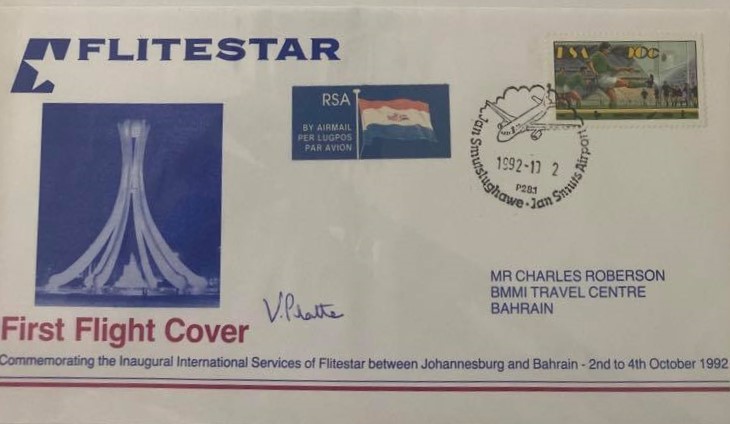 FLITESTAR
RSA
BY AIRMAIL
PER LUGPOS
PAR AVION
RSA 10c
Jan Smutslughawe · Jan Smuts Airport
1992-10 2
P2B1
MR CHARLES ROBERSON
BMMI TRAVEL CENTRE
BAHRAIN
V. Platte
First Flight Cover
Commemorating the Inaugural International Services of Flitestar between Johannesburg and Bahrain - 2nd to 4th October 1992